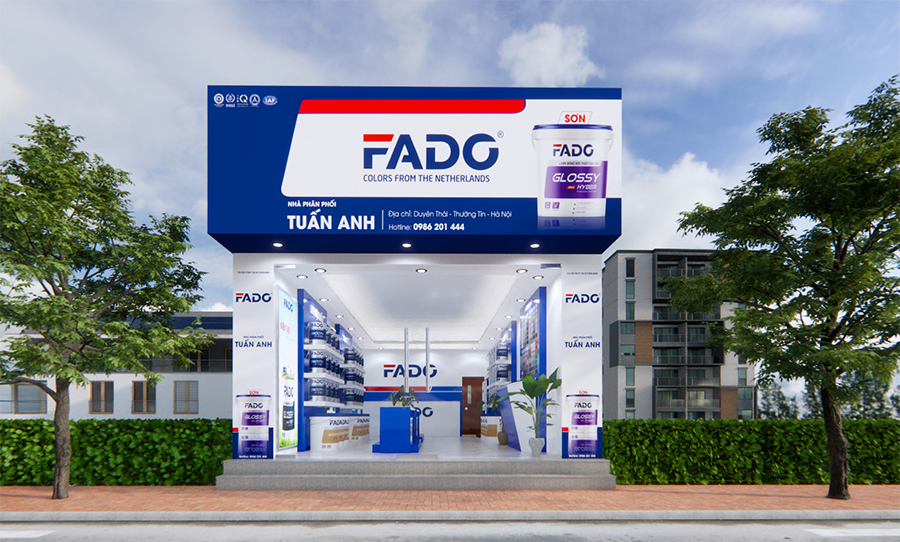 SƠN
FADO®
COLORS FROM THE NETHERLANDS
FADO
GLOSSY
HYBER
NHÀ PHÂN PHỐI
TUẤN ANH
Địa chỉ: Duyên Thái - Thường Tín - Hà Nội
Hotline: 0986 201 444
IAF
FADO
NHÀ PHÂN PHỐI
TUẤN ANH
SƠN
FADO
GLOSSY
FADO
FADO
NHÀ PHÂN PHỐI
TUẤN ANH
SƠN
FADO
GLOSSY